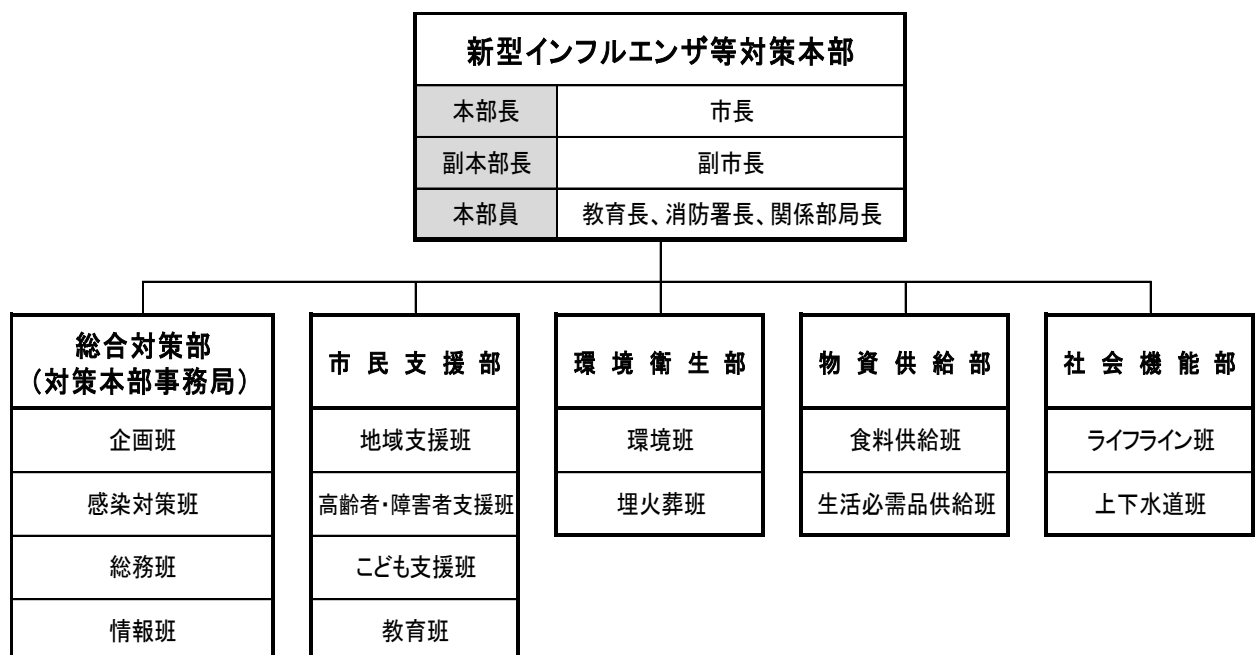 新型インフルエンザ等対策本部
本部長 市長
副本部長 副市長
本部員 教育長、消防署長、関係部局長
総合対策部
（対策本部事務局）
企画班
感染対策班
総務班
情報班
市民支援部
地域支援班
高齢者・障害者支援班
こども支援班
教育班
環境衛生部
環境班
埋火葬班
物資供給部
食料供給班
生活必需品供給班
社会機能部
ライフライン班
上下水道班